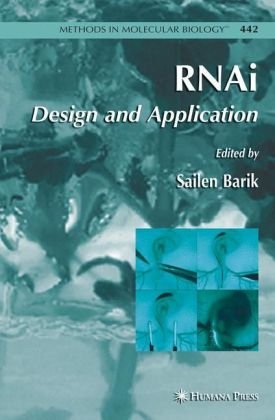 METHODS IN MOLECULAR BIOLOGY™ 442
RNAi
Design and Application
Edited by
Sailen Barik
HUMANA PRESS